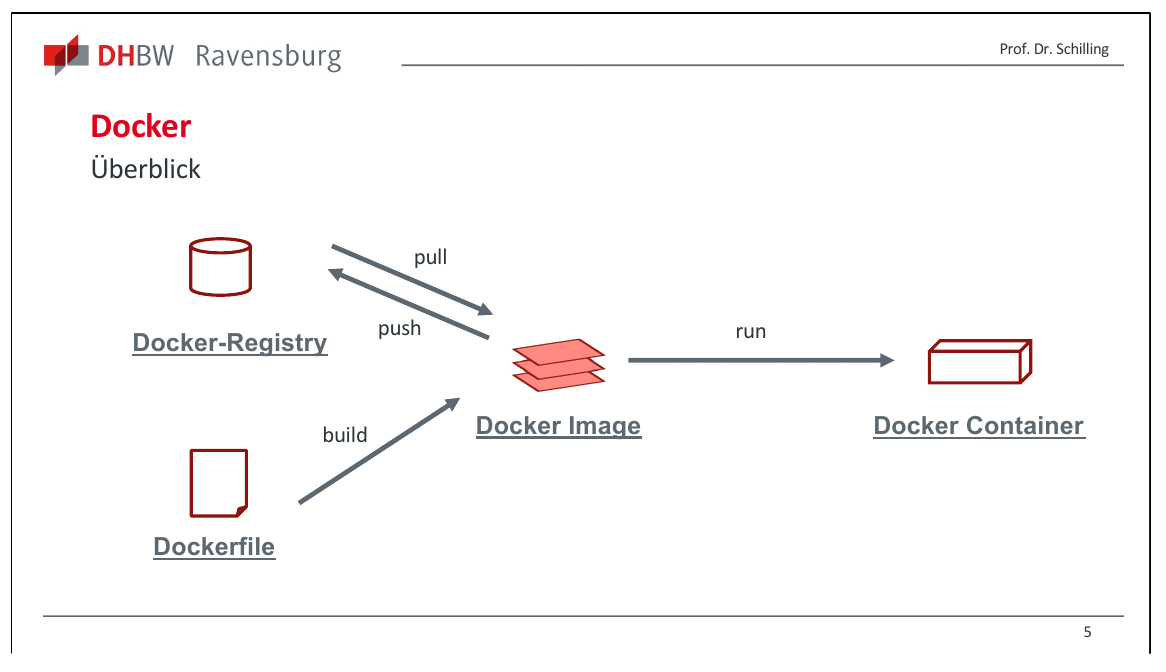 DHBW Ravensburg
Prof. Dr. Schilling
Docker
Überblick
pull
push
Docker-Registry
run
Docker Image
Docker Container
build
Dockerfile
5